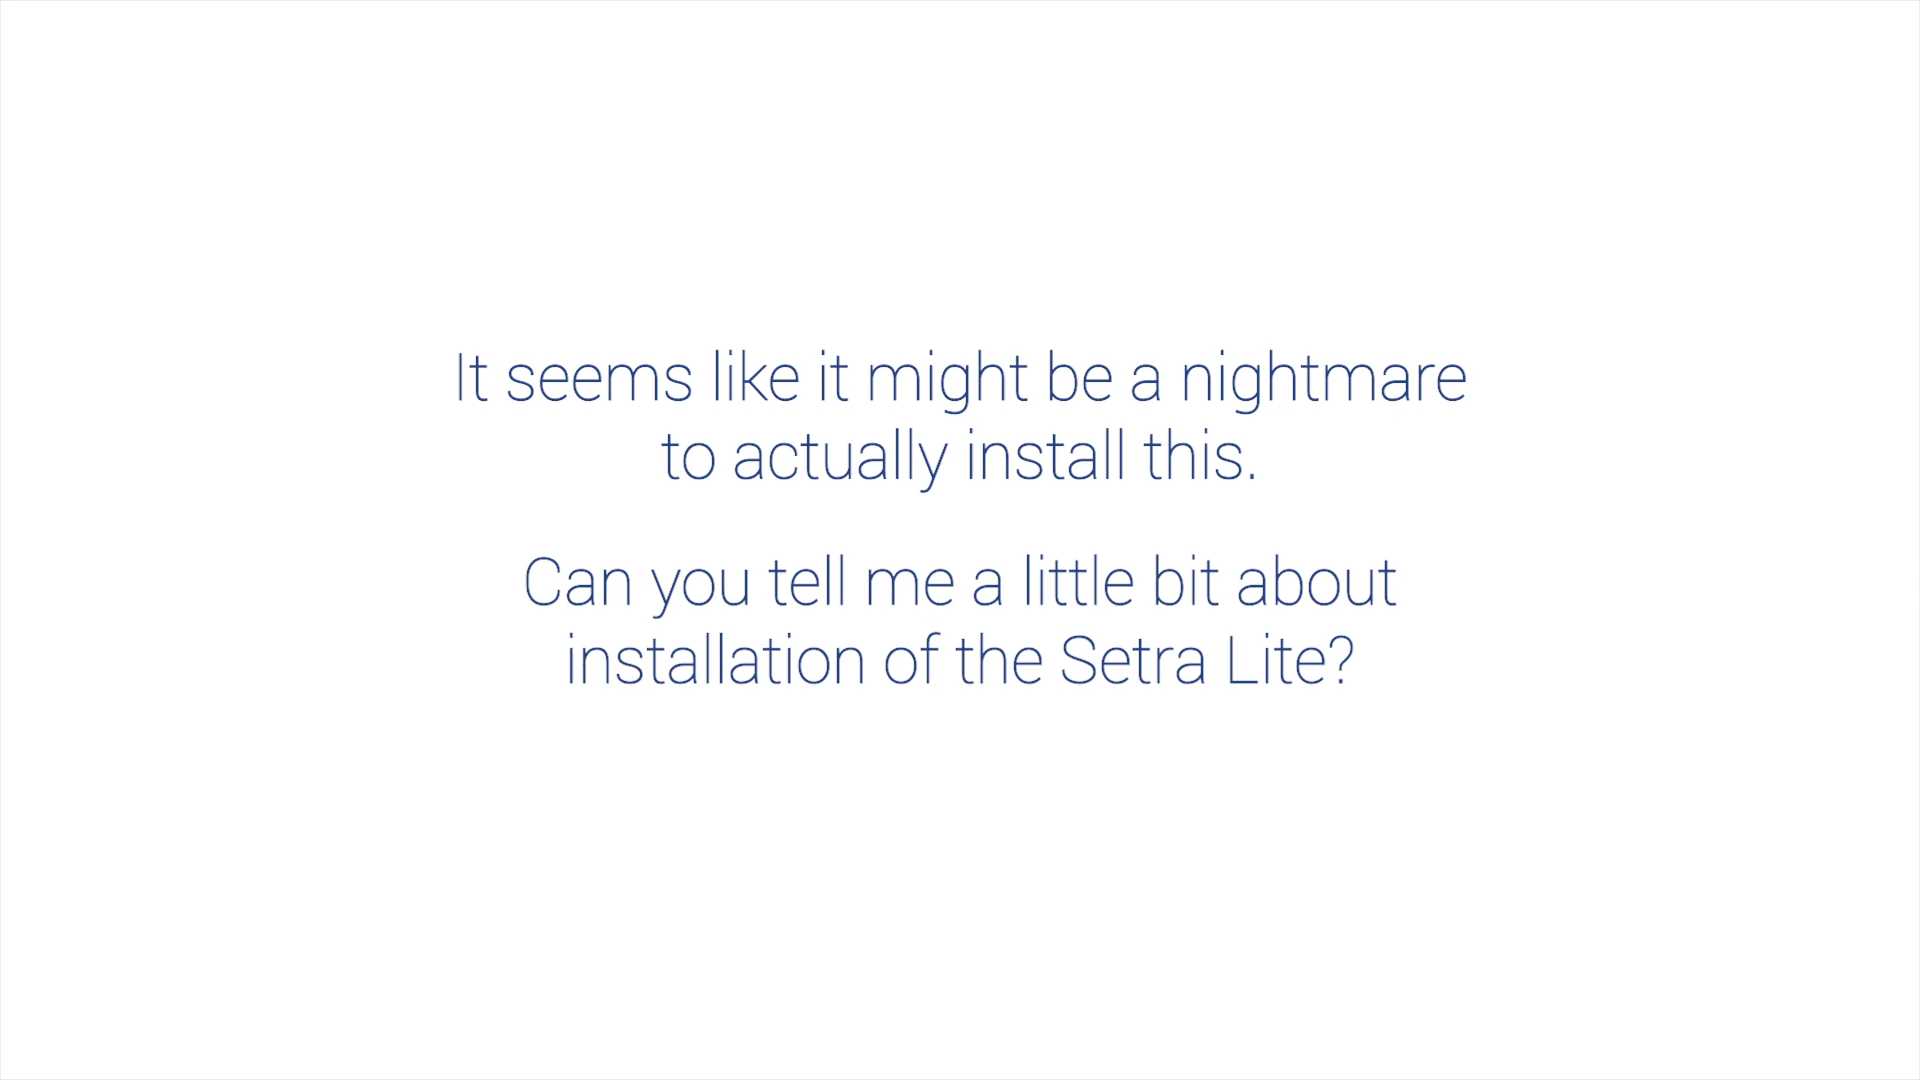 It seems like it might be a nightmare
to actually install this.
Can you tell me a little bit about
installation of the Setra Lite?